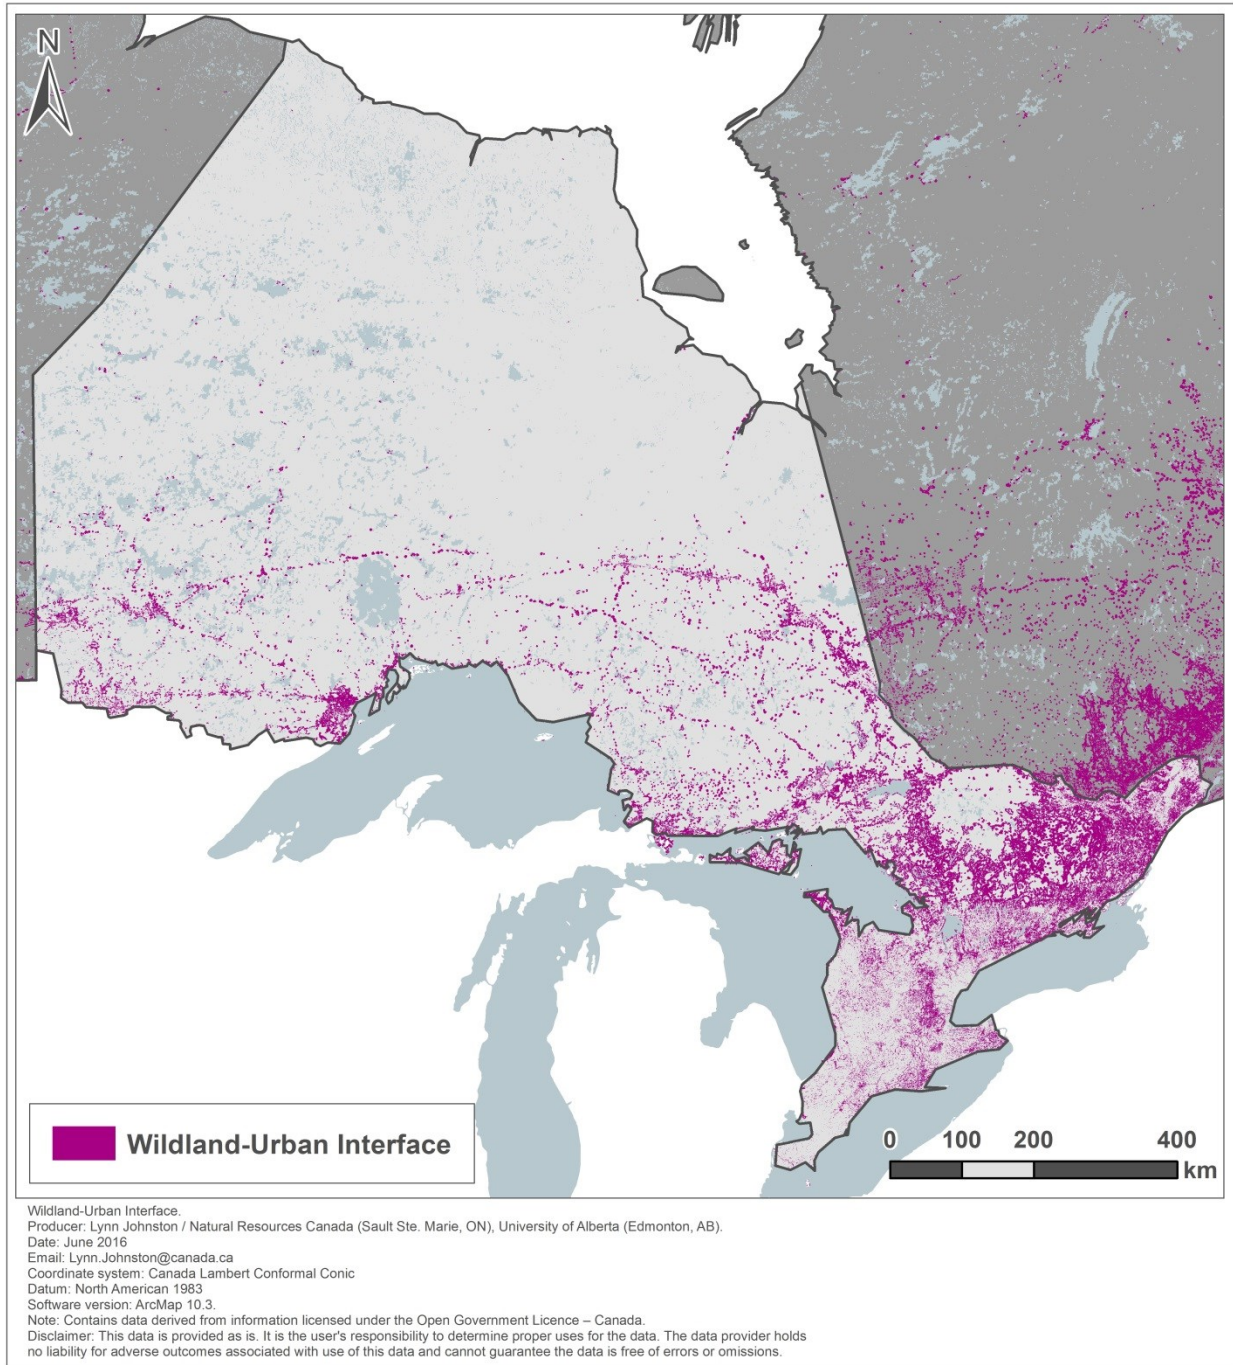 N
Wildland-Urban Interface
0 100 200 400
km
Wildland-Urban Interface.
Producer: Lynn Johnston / Natural Resources Canada (Sault Ste. Marie, ON), University of Alberta (Edmonton, AB).
Date: June 2016
Email: Lynn.Johnston@canada.ca
Coordinate system: Canada Lambert Conformal Conic
Datum: North American 1983
Software version: ArcMap 10.3.
Note: Contains data derived from information licensed under the Open Government Licence – Canada.
Disclaimer: This data is provided as is. It is the user's responsibility to determine proper uses for the data. The data provider holds
no liability for adverse outcomes associated with use of this data and cannot guarantee the data is free of errors or omissions.